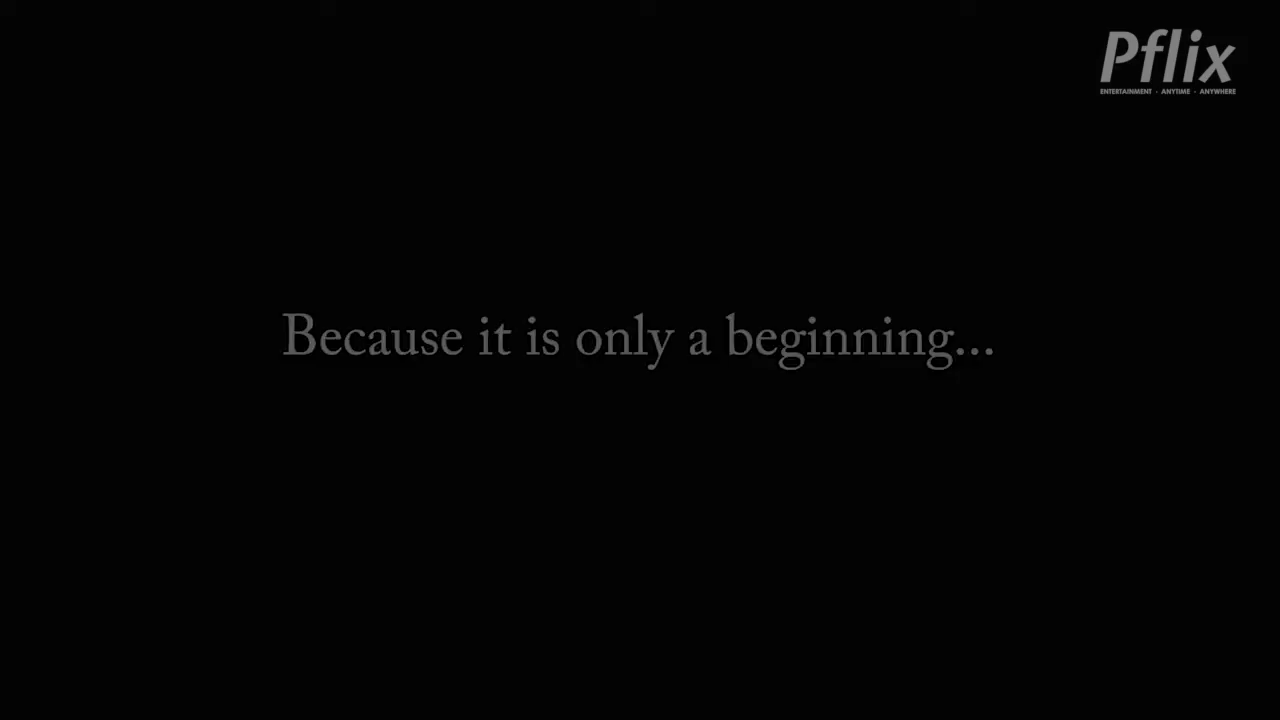 Pflix
ENTERTAINMENT · ANYTIME · ANYWHERE
Because it is only a beginning...